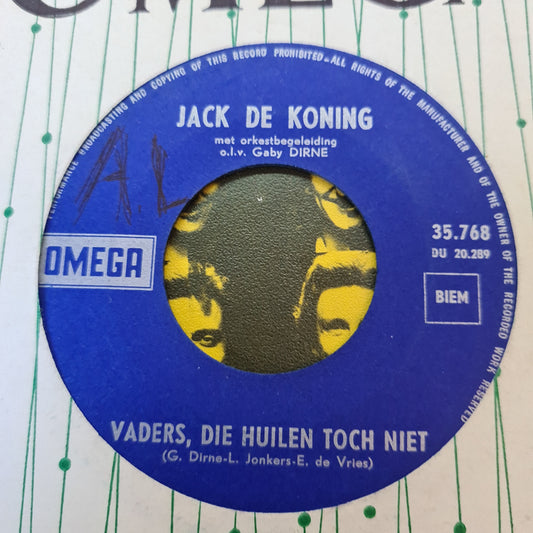 OMEGA
PERFORMANCE BROADCASTING AND COPYING OF THIS RECORD PROHIBITED - ALL RIGHTS OF THE MANUFACTURER AND OF THE OWNER OF THE RECORDED WORK RESERVED
JACK DE KONING
met orkestbegeleiding
o.l.v. Gaby DIRNE
A.L
35.768
DU 20.289
OMEGA
BIEM
VADERS, DIE HUILEN TOCH NIET
(G. Dirne-L. Jonkers-E. de Vries)